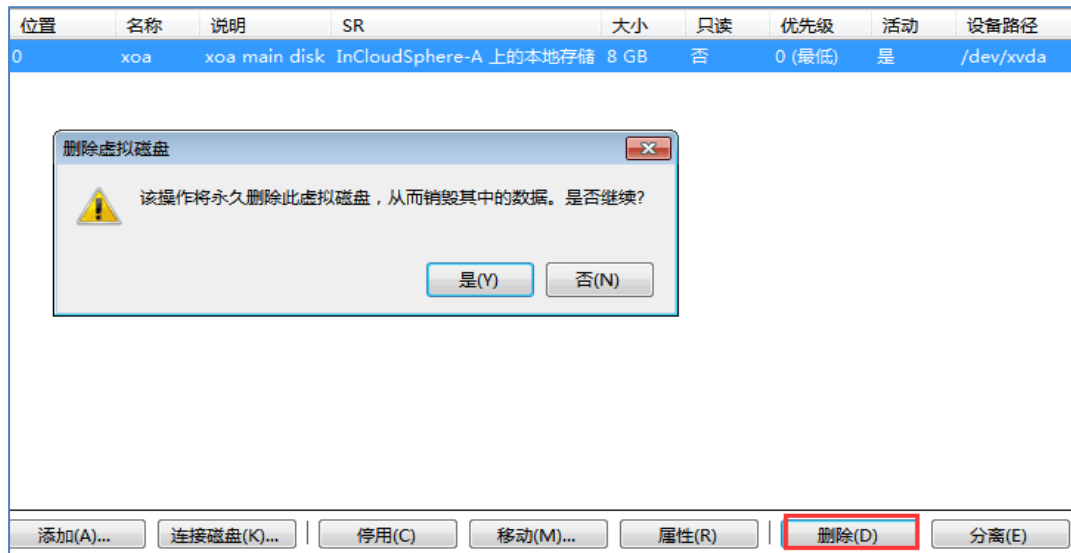 位置 名称 说明 SR 大小 只读 优先级 活动 设备路径
0 xoa xoa main disk InCloudSphere-A 上的本地存储 8 GB 否 0 (最低) 是 /dev/xvda
删除虚拟磁盘
该操作将永久删除此虚拟磁盘，从而销毁其中的数据。是否继续?
是(Y) 否(N)
添加(A)... 连接磁盘(K)... 停用(C) 移动(M)... 属性(R) 删除(D) 分离(E)